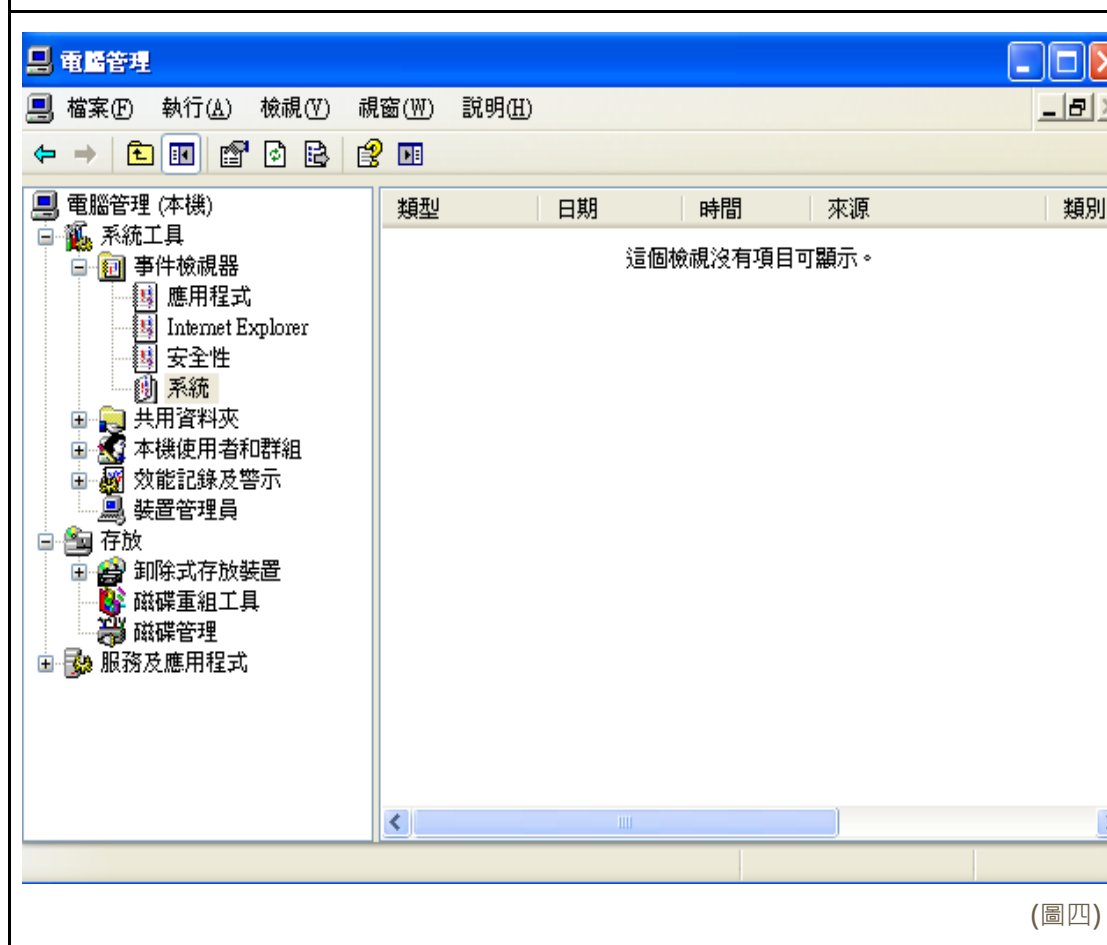 電腦管理
檔案(F) 執行(A) 檢視(V) 視窗(W) 說明(H)
電腦管理 (本機)
系統工具
事件檢視器
應用程式
Internet Explorer
安全性
系統
共用資料夾
本機使用者和群組
效能記錄及警示
裝置管理員
存放
卸除式存放裝置
磁碟重組工具
磁碟管理
服務及應用程式
類型 日期 時間 來源 類別
這個檢視沒有項目可顯示。
(圖四)